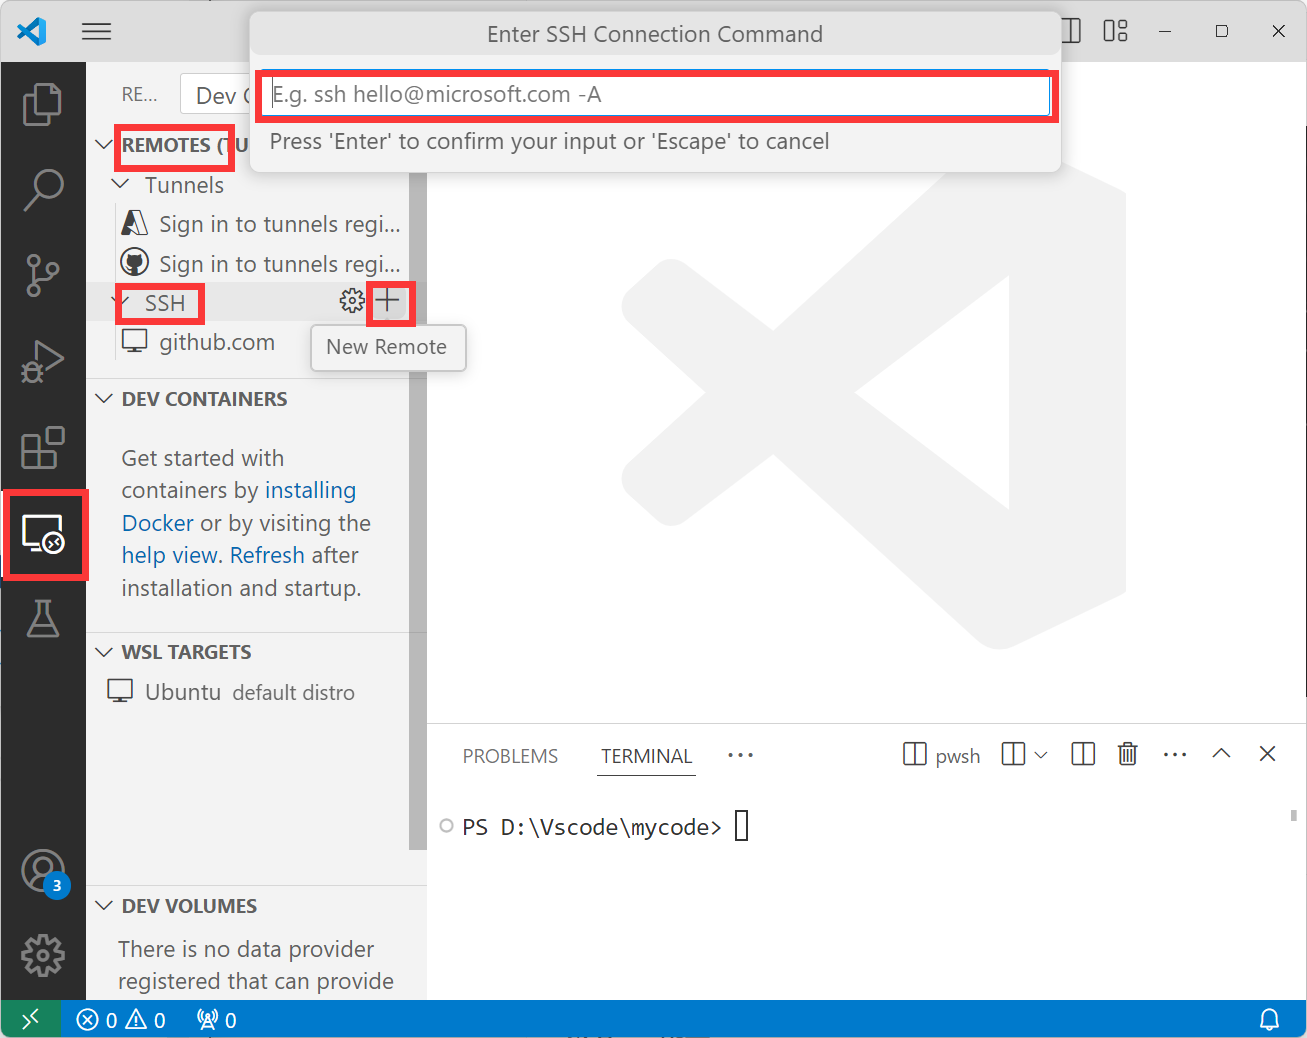 Enter SSH Connection Command
E.g. ssh hello@microsoft.com -A
Press 'Enter' to confirm your input or 'Escape' to cancel
RE... Dev
REMOTES (TU
Tunnels
Sign in to tunnels regi...
Sign in to tunnels regi...
SSH
github.com
New Remote
DEV CONTAINERS
Get started with
containers by installing
Docker or by visiting the
help view. Refresh after
installation and startup.
WSL TARGETS
Ubuntu default distro
PROBLEMS TERMINAL ... pwsh ...
PS D:\Vscode\mycode>
3
DEV VOLUMES
There is no data provider
registered that can provide
0 0 0